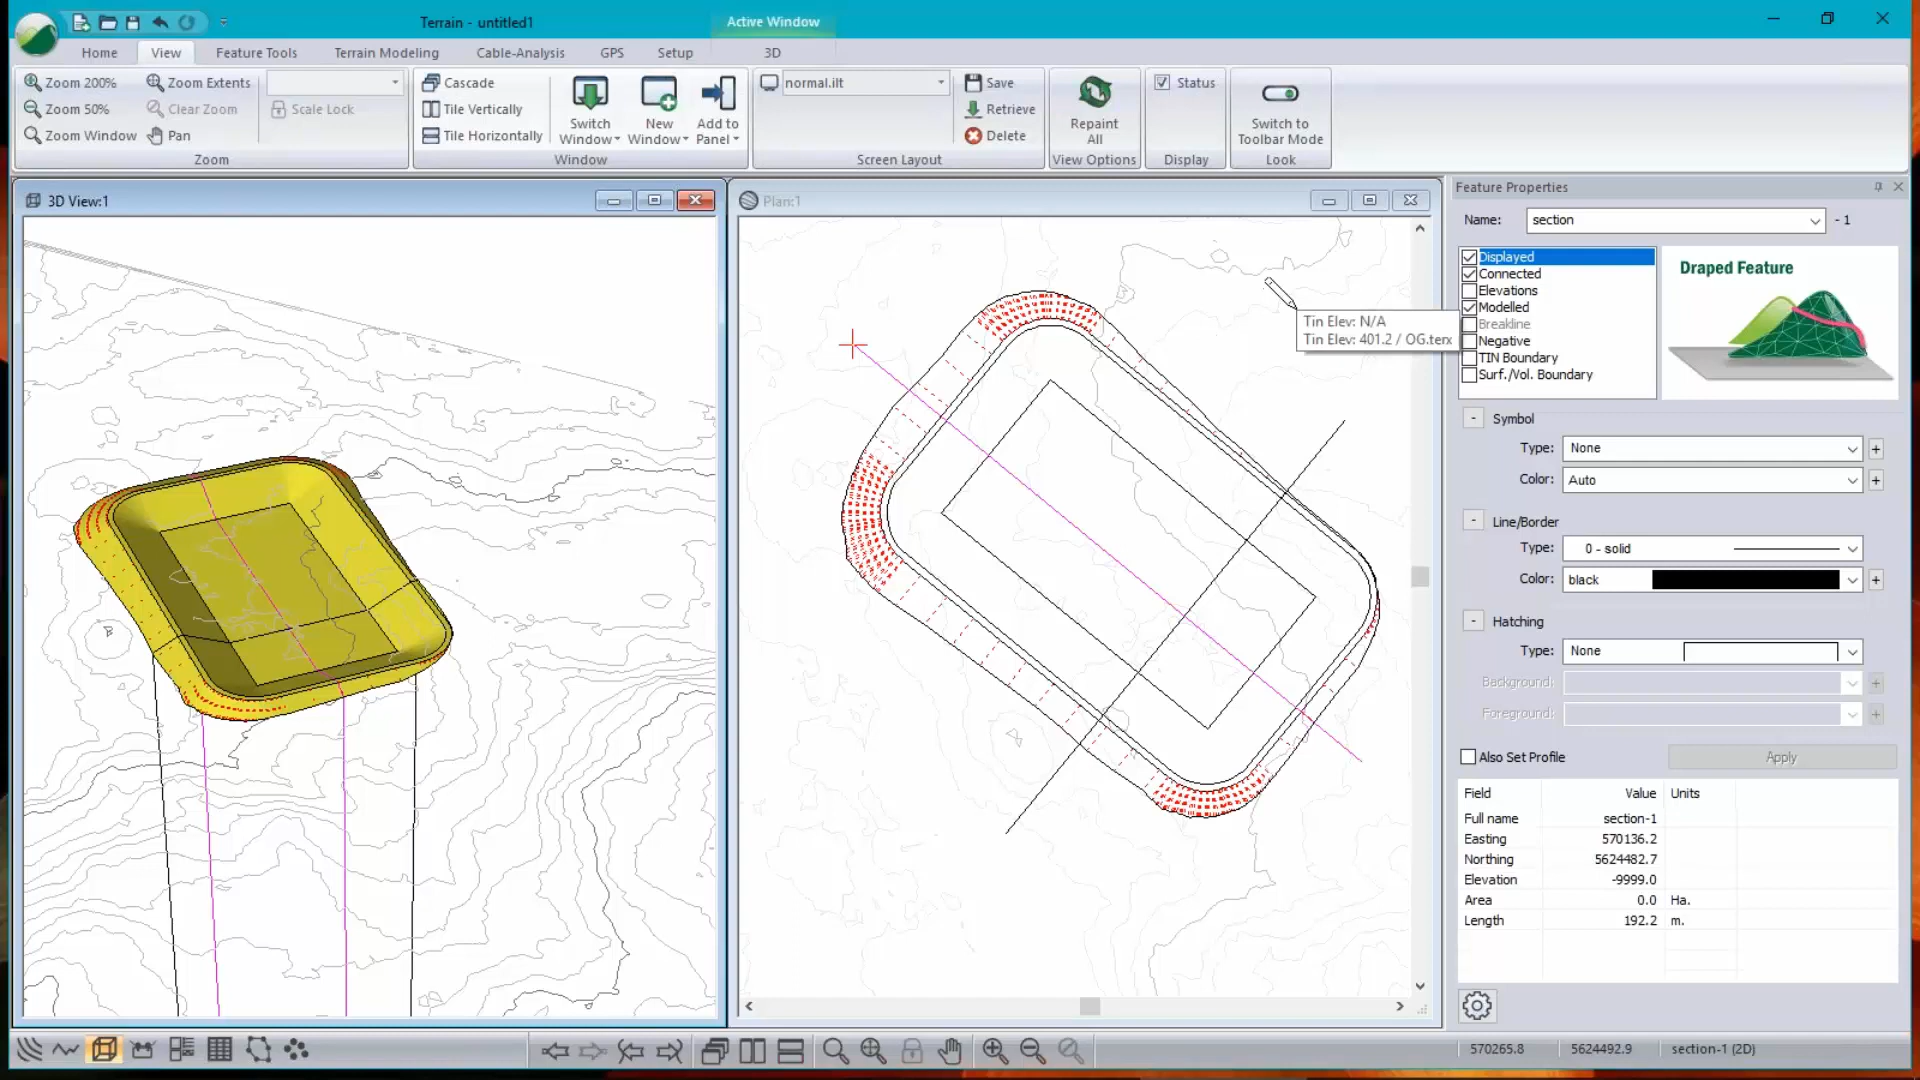 Terrain - untitled1
Active Window
Home
View
Feature Tools
Terrain Modeling
Cable-Analysis
GPS
Setup
3D
Zoom 200%
Zoom Extents
Zoom 50%
Clear Zoom
Scale Lock
Zoom Window
Pan
Zoom
Cascade
Tile Vertically
Tile Horizontally
Switch Window
New Window
Add to Panel
Window
normal.ilt
Save
Retrieve
Delete
Screen Layout
Repaint All
View Options
Status
Display
Switch to Toolbar Mode
Look
3D View:1
Plan:1
Tin Elev: N/A
Tin Elev: 401.2 / OG.terx
Feature Properties
Name:
section
- 1
Displayed
Connected
Elevations
Modelled
Breakline
Negative
TIN Boundary
Surf./Vol. Boundary
Draped Feature
- Symbol
Type: None +
Color: Auto +
- Line/Border
Type: 0 - solid
Color: black +
- Hatching
Type: None
Background: +
Foreground: +
Also Set Profile
Apply
Field Value Units
Full name section-1
Easting 570136.2
Northing 5624482.7
Elevation -9999.0
Area 0.0 Ha.
Length 192.2 m.
570265.8 5624492.9 section-1 (2D)